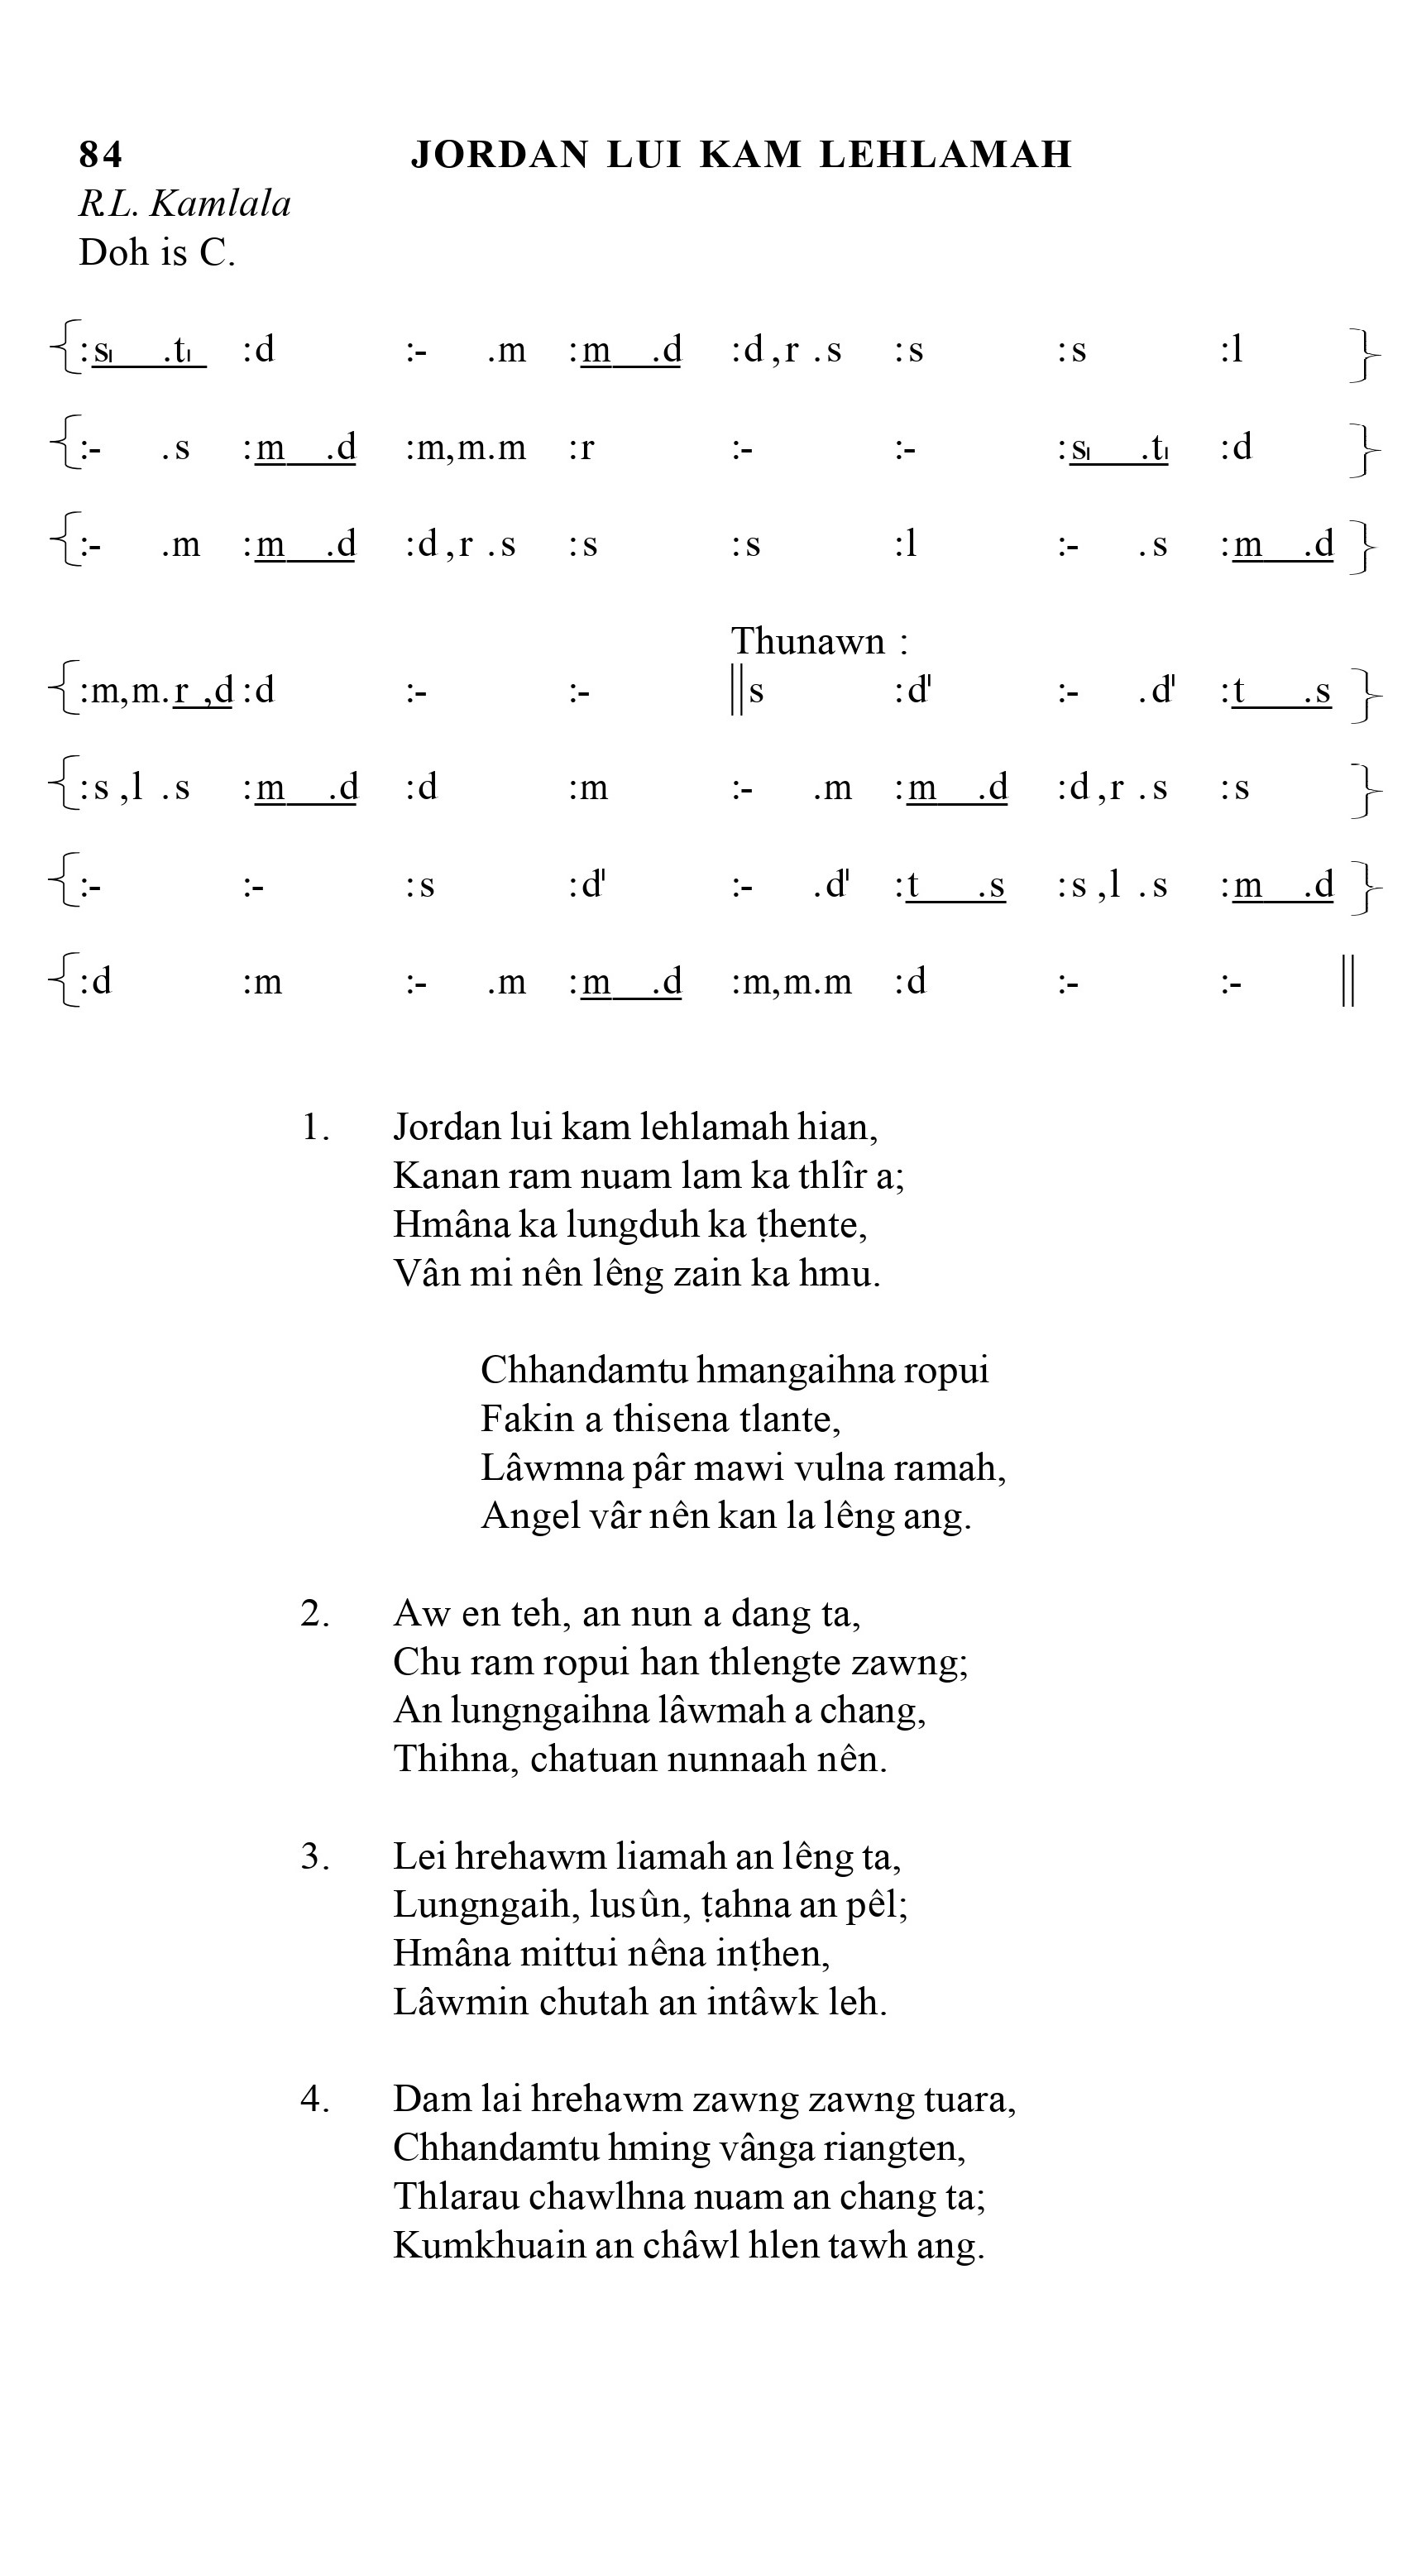 84 JORDAN LUI KAM LEHLAMAH
R.L. Kamlala
Doh is C.
{:s₁ .t₁ :d :- .m :m .d :d ,r .s :s :s :l }
{:- .s :m .d :m,m.m :r :- :- :s₁ .t₁ :d }
{:- .m :m .d :d ,r .s :s :s :l :- .s :m .d }
Thunawn :
{:m,m.r ,d :d :- :- ||s :d' :- .d' :t .s }
{:s ,l .s :m .d :d :m :- .m :m .d :d ,r .s :s }
{:- :- :s :d' :- .d' :t .s :s ,l .s :m .d }
{:d :m :- .m :m .d :m,m.m :d :- :- ||
1. Jordan lui kam lehlamah hian,
Kanan ram nuam lam ka thlîr a;
Hmâna ka lungduh ka ṭhente,
Vân mi nên lêng zain ka hmu.
Chhandamtu hmangaihna ropui
Fakin a thisena tlante,
Lâwmna pâr mawi vulna ramah,
Angel vâr nên kan la lêng ang.
2. Aw en teh, an nun a dang ta,
Chu ram ropui han thlengte zawng;
An lungngaihna lâwmah a chang,
Thihna, chatuan nunnaah nên.
3. Lei hrehawm liamah an lêng ta,
Lungngaih, lusûn, ṭahna an pêl;
Hmâna mittui nêna inṭhen,
Lâwmin chutah an intâwk leh.
4. Dam lai hrehawm zawng zawng tuara,
Chhandamtu hming vânga riangten,
Thlarau chawlhna nuam an chang ta;
Kumkhuain an châwl hlen tawh ang.